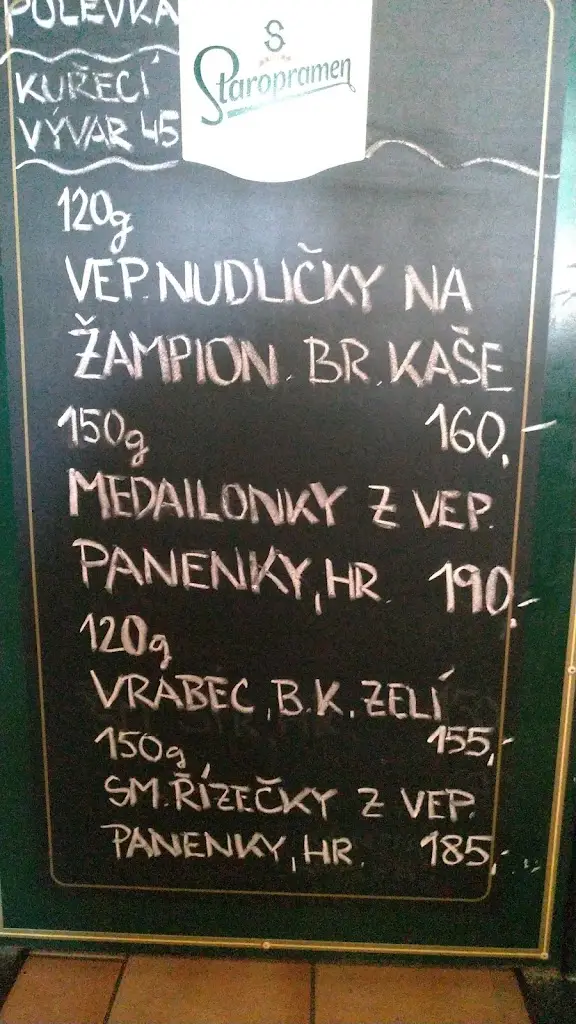 POLÉVKA
KUŘECÍ
VÝVAR 45
S
Staropramen
120g
VEP. NUDLIČKY NA
ŽAMPION. BR. KAŠE
150g 160,-
MEDAILONKY Z VEP.
PANENKY, HR. 190,-
120g
VRABEC, B.K. ZELÍ
150g, 155,-
SM. ŘÍZEČKY Z VEP.
PANENKY, HR. 185,-